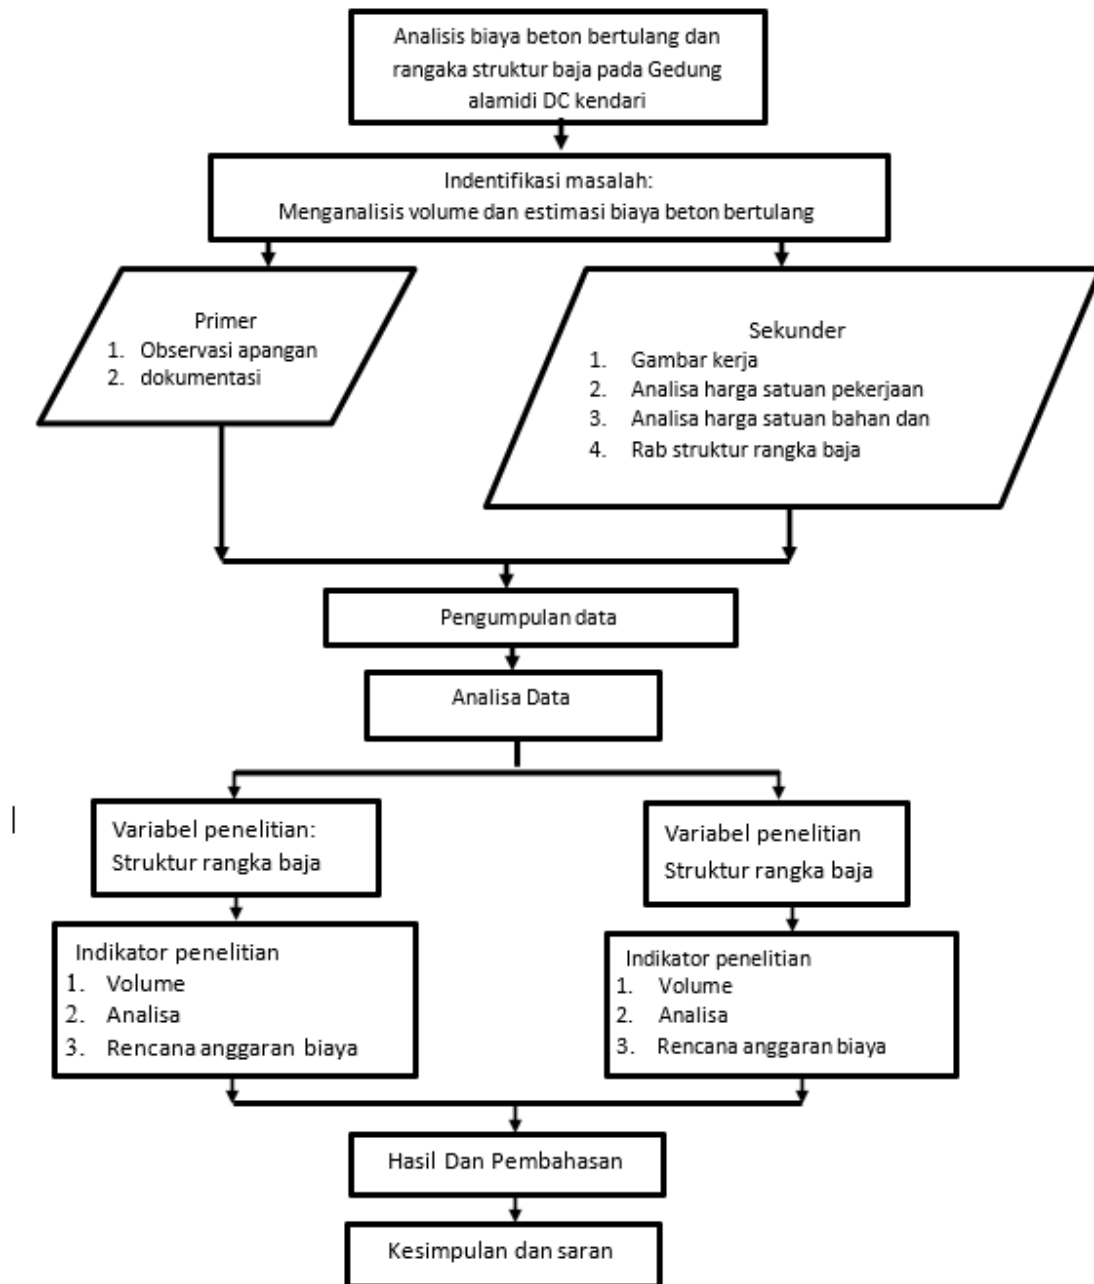 Analisis biaya beton bertulang dan
rangaka struktur baja pada Gedung
alamidi DC kendari
Indentifikasi masalah:
Menganalisis volume dan estimasi biaya beton bertulang
Primer
1. Observasi apangan
2. dokumentasi
Sekunder
1. Gambar kerja
2. Analisa harga satuan pekerjaan
3. Analisa harga satuan bahan dan
4. Rab struktur rangka baja
Pengumpulan data
Analisa Data
Variabel penelitian:
Struktur rangka baja
Variabel penelitian
Struktur rangka baja
Indikator penelitian
1. Volume
2. Analisa
3. Rencana anggaran biaya
Indikator penelitian
1. Volume
2. Analisa
3. Rencana anggaran biaya
Hasil Dan Pembahasan
Kesimpulan dan saran